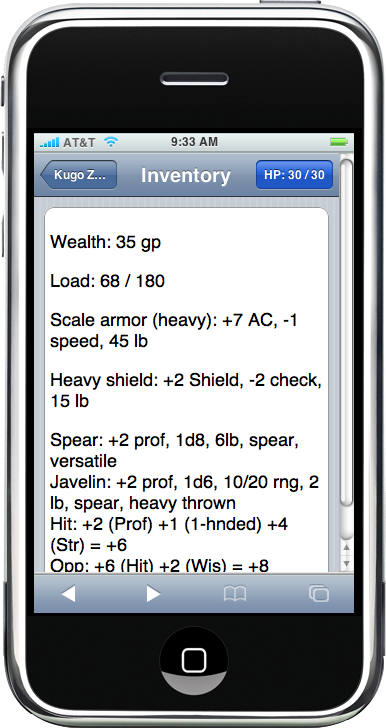 AT&T 9:33 AM
Kugo Z... Inventory HP: 30 / 30
Wealth: 35 gp
Load: 68 / 180
Scale armor (heavy): +7 AC, -1
speed, 45 lb
Heavy shield: +2 Shield, -2 check,
15 lb
Spear: +2 prof, 1d8, 6lb, spear,
versatile
Javelin: +2 prof, 1d6, 10/20 rng, 2
lb, spear, heavy thrown
Hit: +2 (Prof) +1 (1-hnded) +4
(Str) = +6
Opp: +6 (Hit) +2 (Wis) = +8